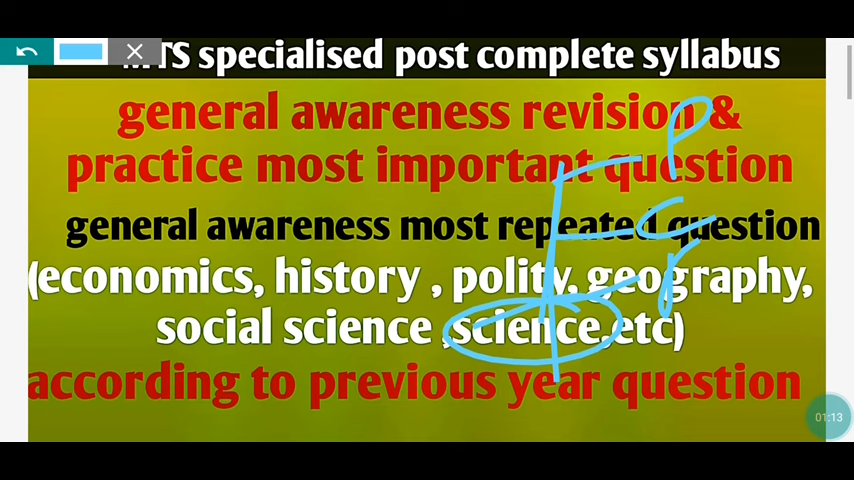 MTS specialised post complete syllabus
general awareness revision &
practice most important question
general awareness most repeated question
(economics, history , polity, geography,
social science ,science,etc)
according to previous year question
P
C
01:13